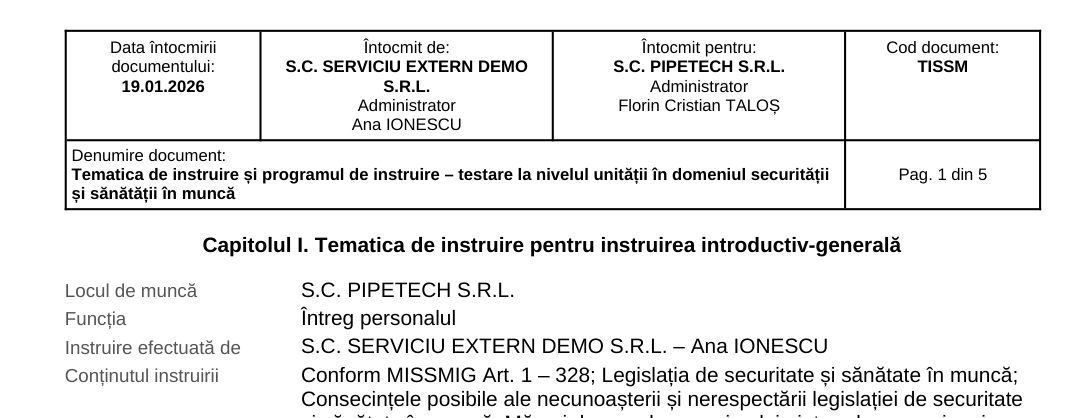 Data întocmirii
documentului:
19.01.2026
Întocmit de:
S.C. SERVICIU EXTERN DEMO
S.R.L.
Administrator
Ana IONESCU
Întocmit pentru:
S.C. PIPETECH S.R.L.
Administrator
Florin Cristian TALOȘ
Cod document:
TISSM
Denumire document:
Tematica de instruire și programul de instruire – testare la nivelul unității în domeniul securității
și sănătății în muncă
Pag. 1 din 5
Capitolul I. Tematica de instruire pentru instruirea introductiv-generală
Locul de muncă S.C. PIPETECH S.R.L.
Funcția Întreg personalul
Instruire efectuată de S.C. SERVICIU EXTERN DEMO S.R.L. – Ana IONESCU
Conținutul instruirii Conform MISSMIG Art. 1 – 328; Legislația de securitate și sănătate în muncă;
Consecințele posibile ale necunoașterii și nerespectării legislației de securitate